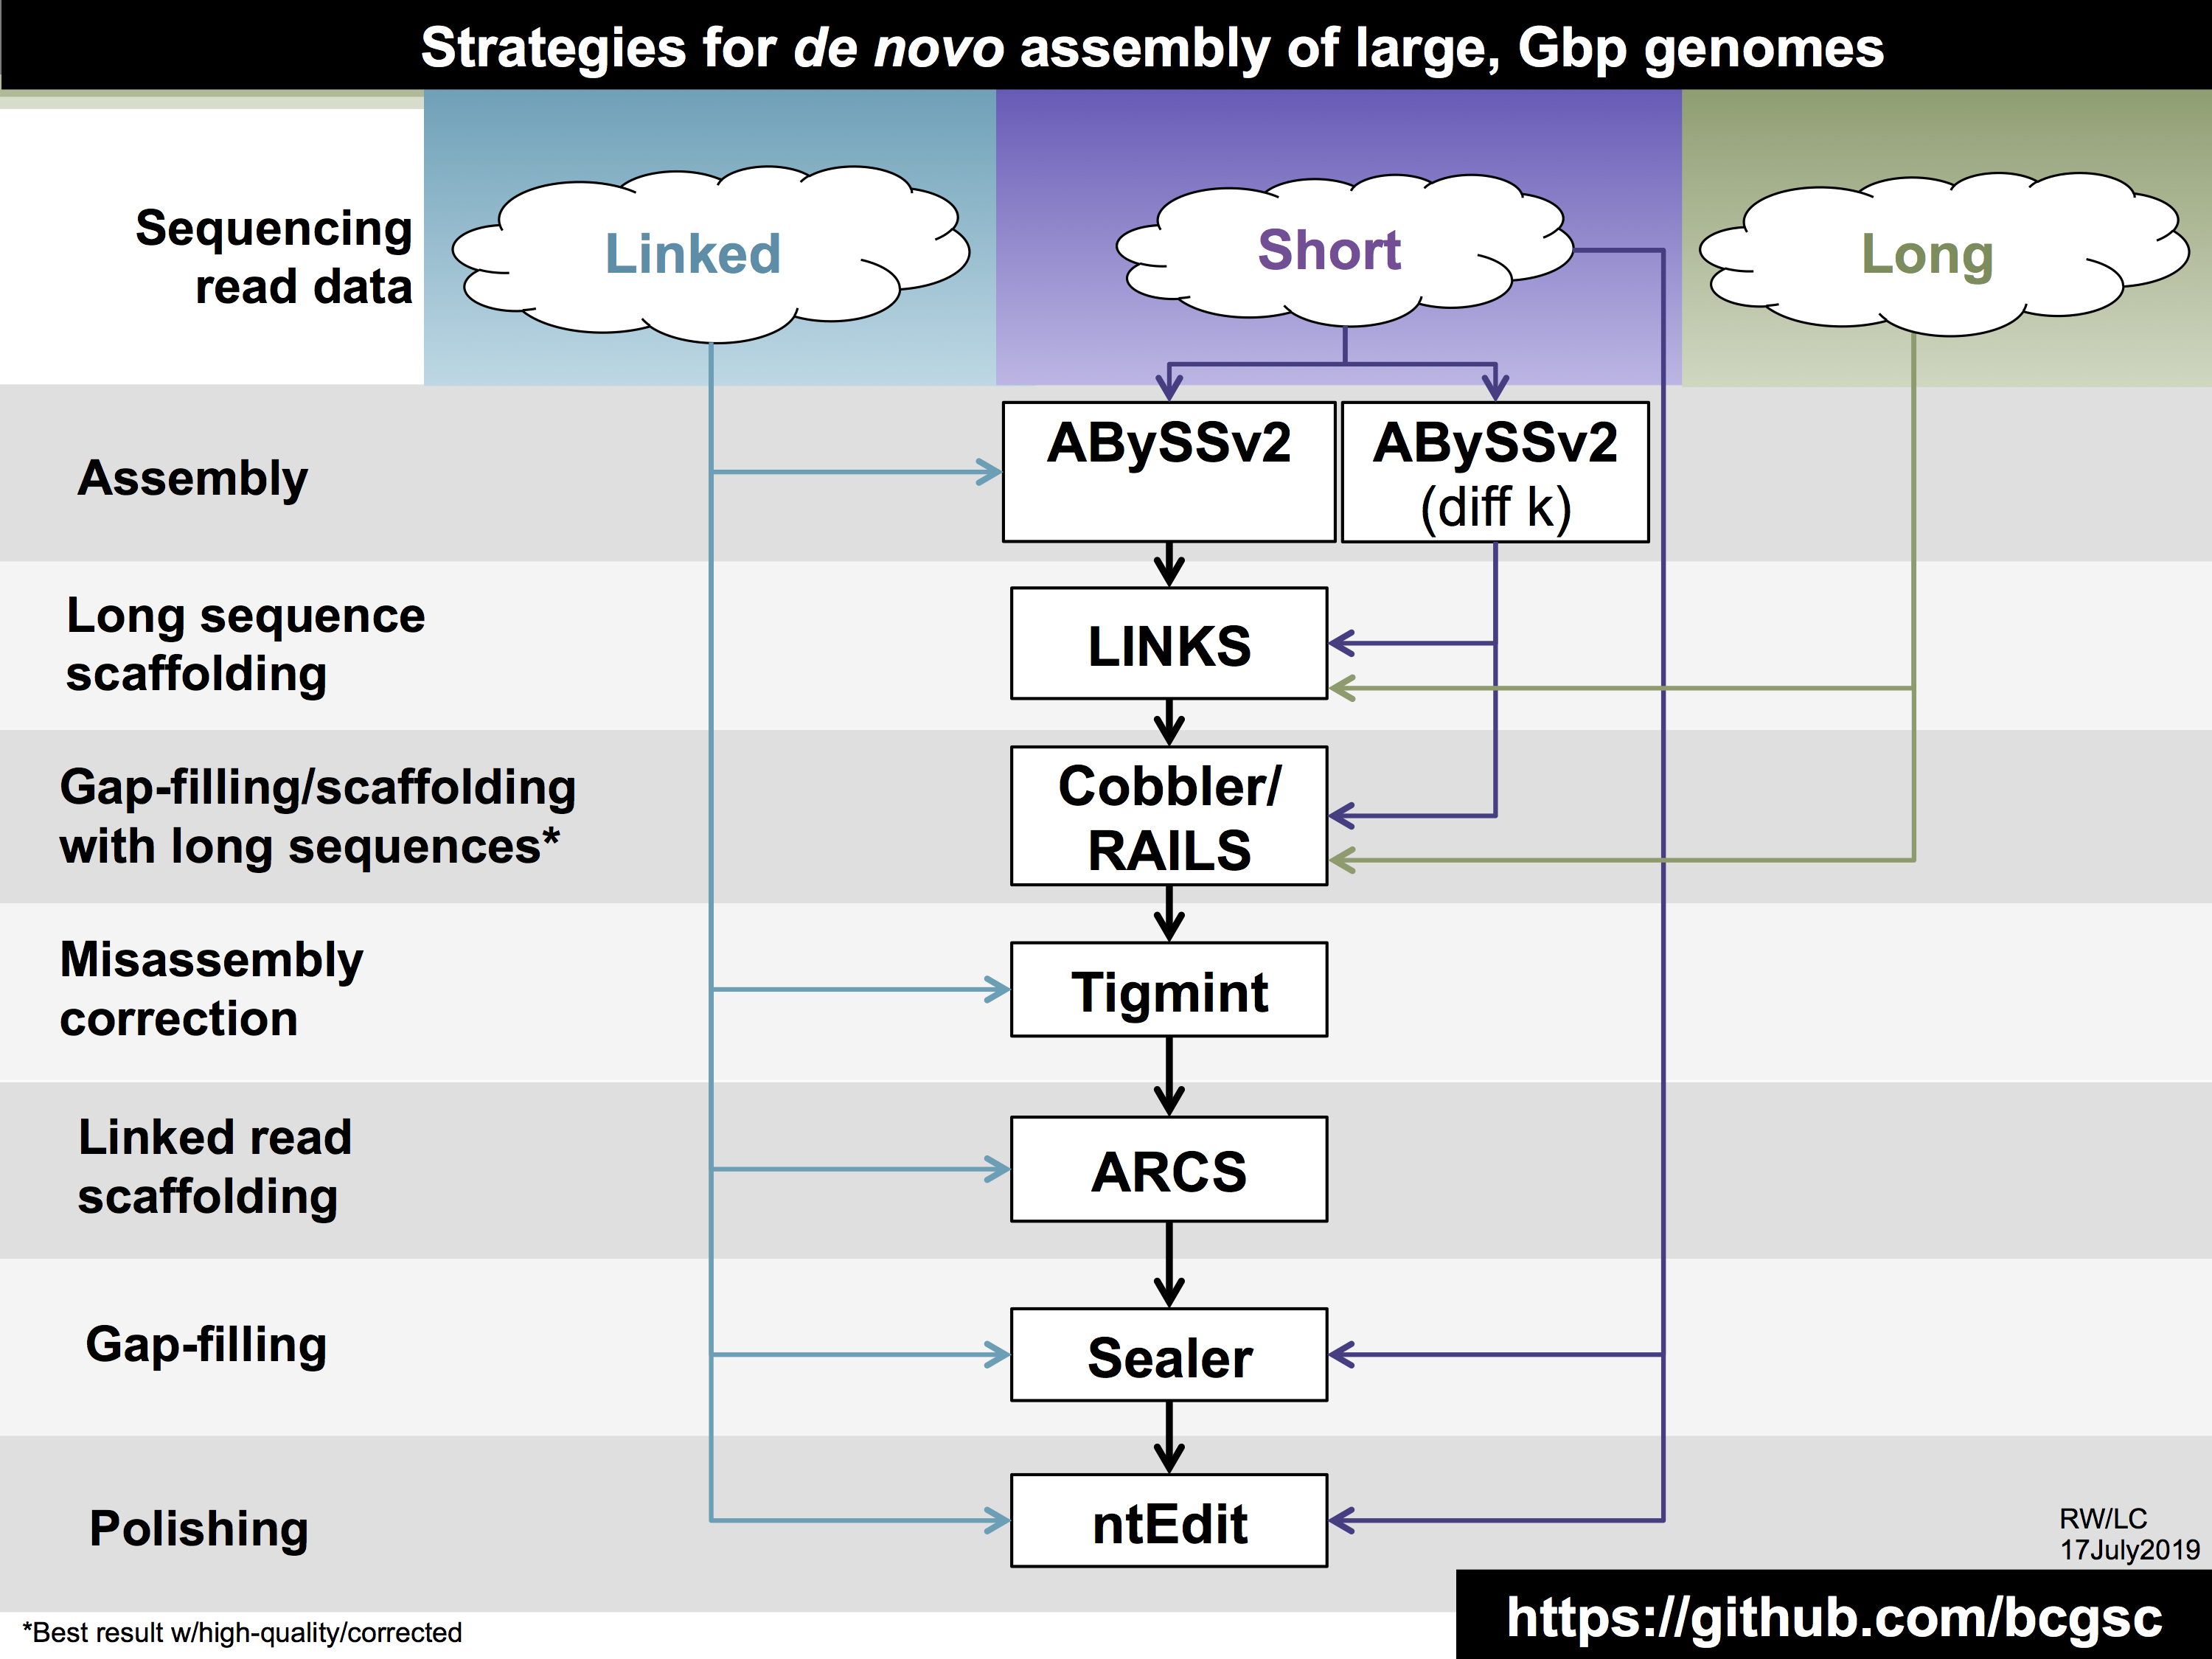 Strategies for de novo assembly of large, Gbp genomes
Sequencing
read data
Linked
Short
Long
Assembly
ABySSv2
ABySSv2
(diff k)
Long sequence
scaffolding
LINKS
Gap-filling/scaffolding
with long sequences*
Cobbler/
RAILS
Misassembly
correction
Tigmint
Linked read
scaffolding
ARCS
Gap-filling
Sealer
Polishing
ntEdit
RW/LC
17July2019
*Best result w/high-quality/corrected
https://github.com/bcgsc